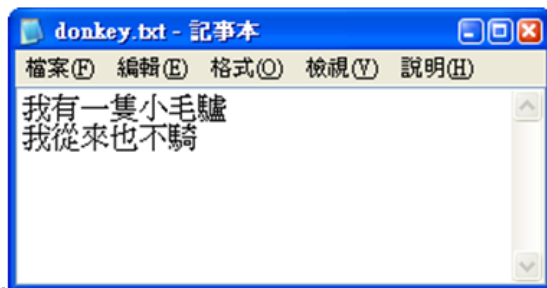 donkey.txt - 記事本
檔案(F) 編輯(E) 格式(O) 檢視(V) 說明(H)
我有一隻小毛驢
我從來也不騎